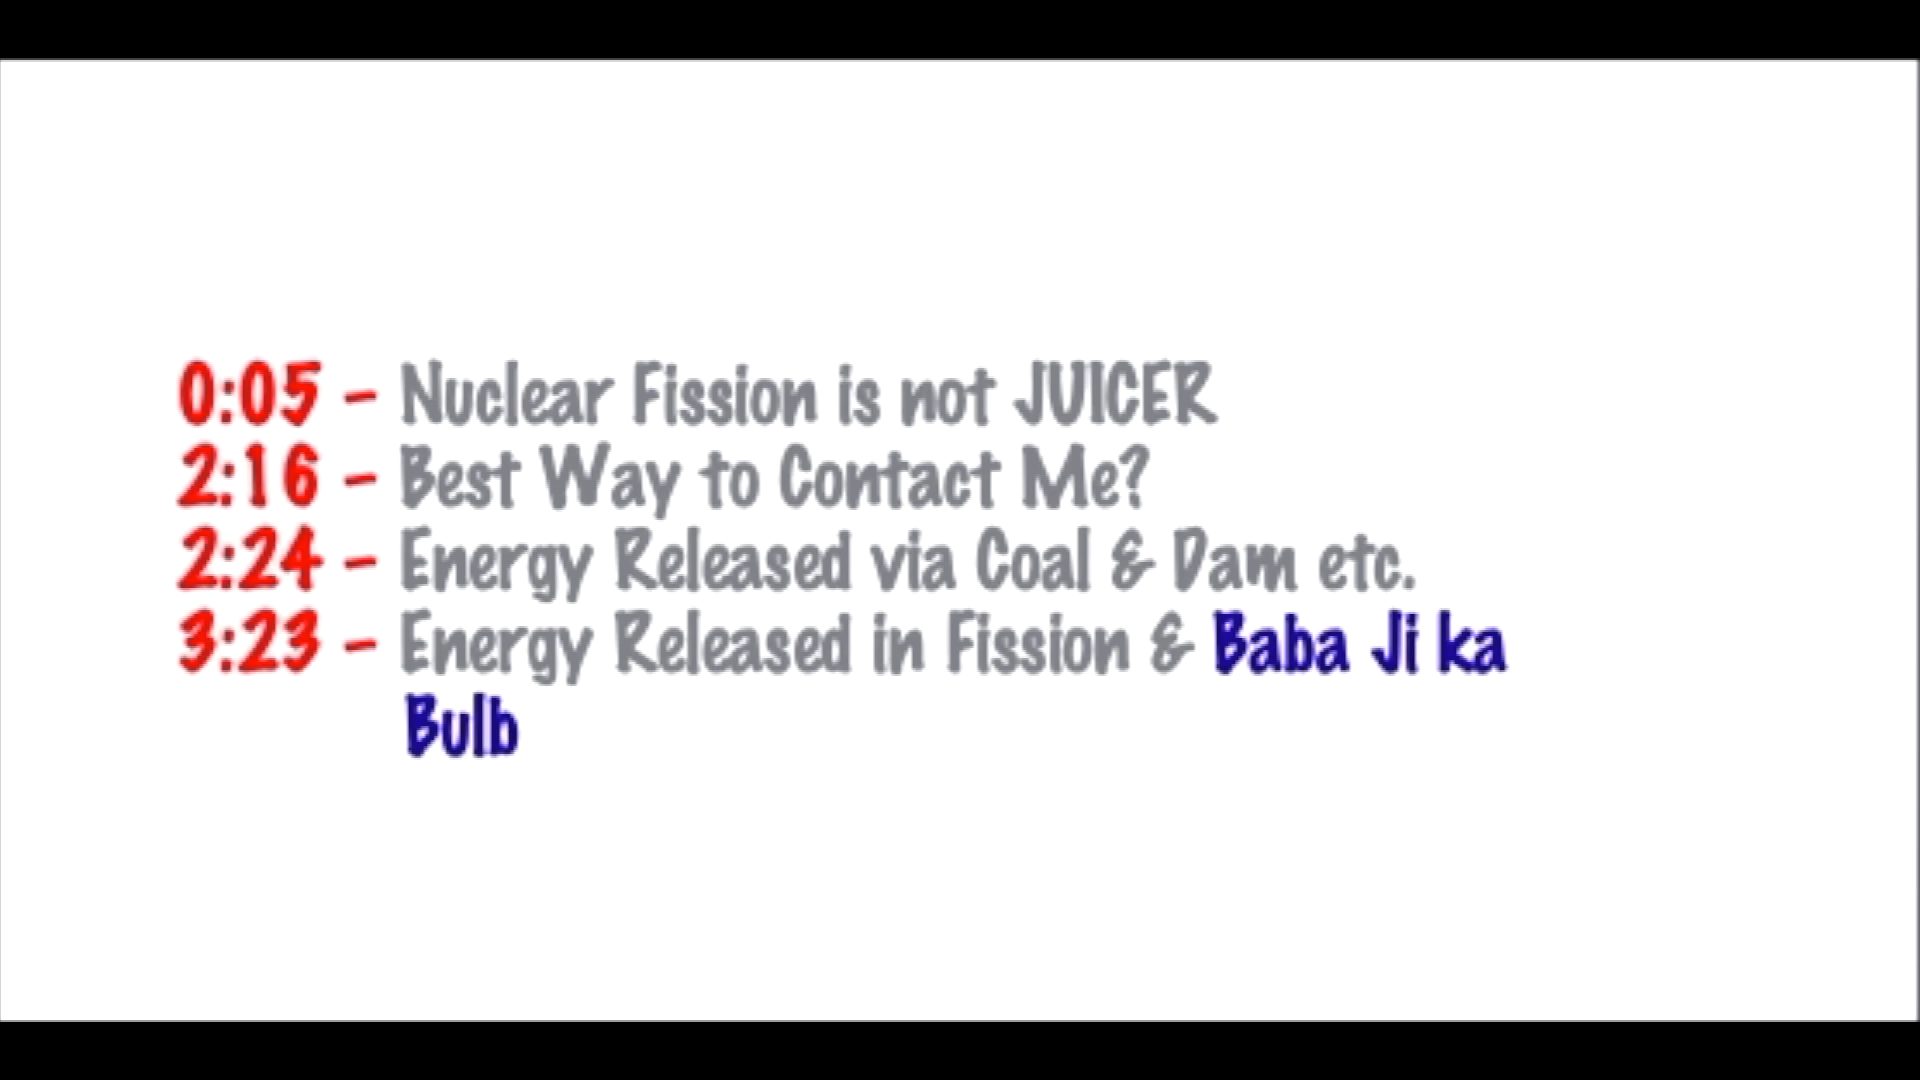 0:05 - Nuclear Fission is not JUICER
2:16 - Best Way to Contact Me?
2:24 - Energy Released via Coal & Dam etc.
3:23 - Energy Released in Fission & Baba Ji ka
Bulb